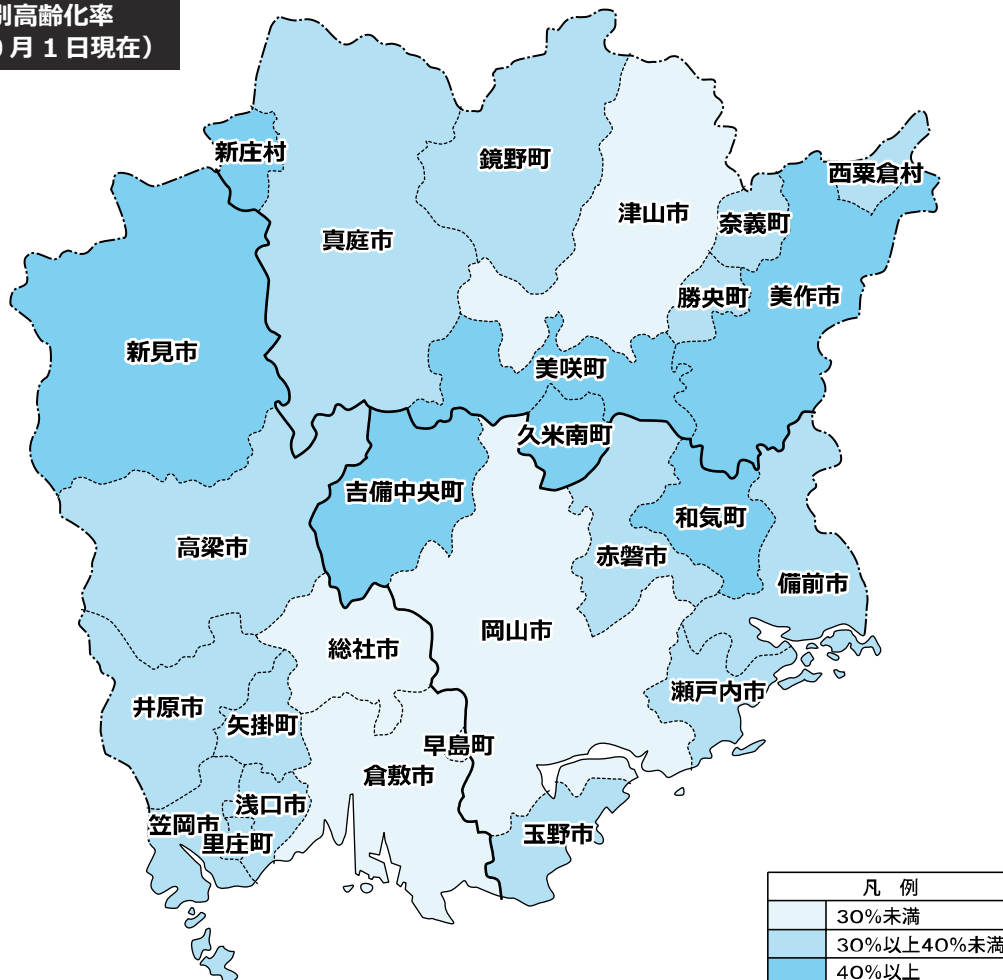 別高齢化率
月1日現在）
新庄村
鏡野町
西粟倉村
津山市
奈義町
真庭市
勝央町
美作市
新見市
美咲町
久米南町
吉備中央町
和気町
高梁市
赤磐市
備前市
岡山市
総社市
瀬戸内市
井原市
矢掛町
早島町
倉敷市
浅口市
笠岡市
里庄町
玉野市
凡 例
30%未満
30%以上40%未満
40%以上